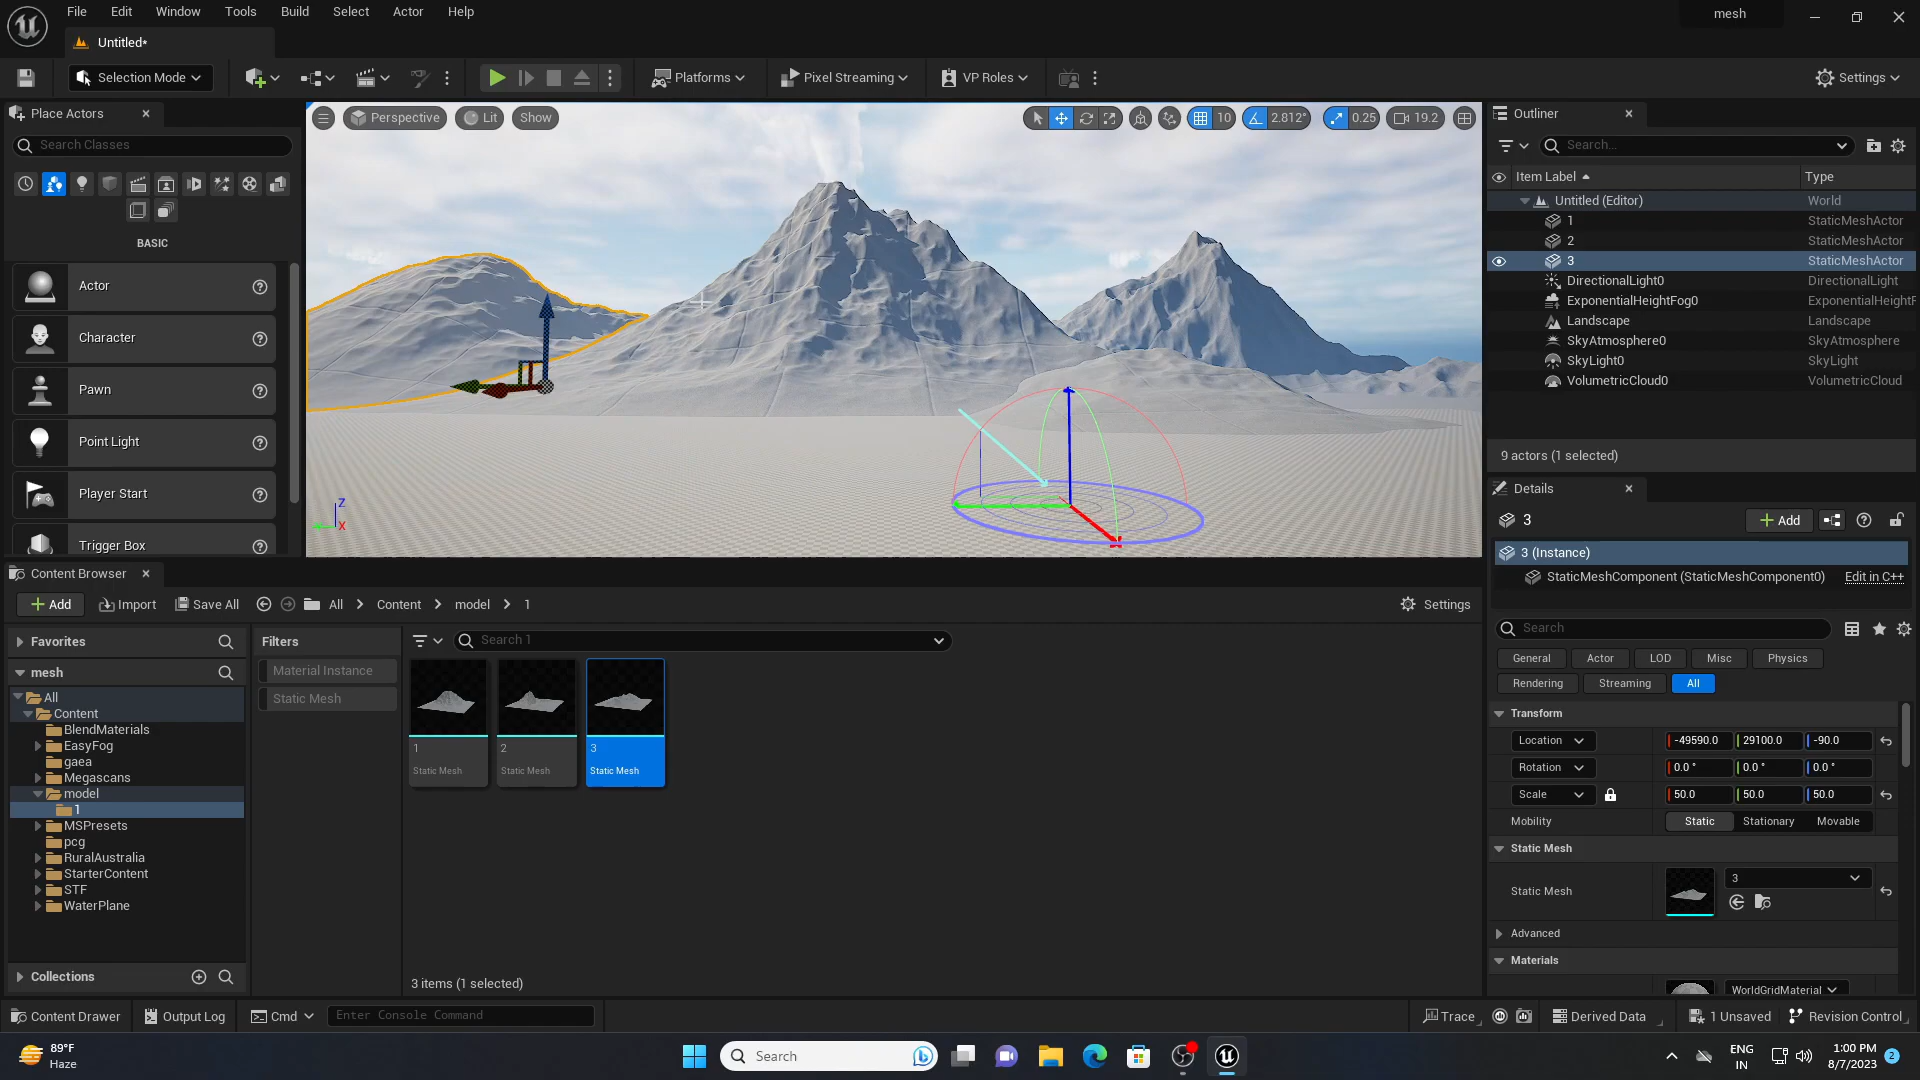 File Edit Window Tools Build Select Actor Help
mesh
Untitled*
Selection Mode
Platforms
Pixel Streaming
VP Roles
Settings
Place Actors
Search Classes
BASIC
Actor
Character
Pawn
Point Light
Player Start
Trigger Box
Perspective Lit Show
10 2.812° 0.25 19.2
Z
X
Outliner
Search...
Item Label Type
Untitled (Editor) World
1 StaticMeshActor
2 StaticMeshActor
3 StaticMeshActor
DirectionalLight0 DirectionalLight
ExponentialHeightFog0 ExponentialHeightF
Landscape Landscape
SkyAtmosphere0 SkyAtmosphere
SkyLight0 SkyLight
VolumetricCloud0 VolumetricCloud
9 actors (1 selected)
Details
3
Add
3 (Instance)
StaticMeshComponent (StaticMeshComponent0) Edit in C++
Search
General Actor LOD Misc Physics
Rendering Streaming All
Transform
Location -49590.0 29100.0 -90.0
Rotation 0.0 ° 0.0 ° 0.0 °
Scale 50.0 50.0 50.0
Mobility Static Stationary Movable
Static Mesh
Static Mesh 3
Advanced
Materials
WorldGridMaterial
Content Browser
Add Import Save All All Content model 1 Settings
Favorites
mesh
All
Content
BlendMaterials
EasyFog
gaea
Megascans
model
1
MSPresets
pcg
RuralAustralia
StarterContent
STF
WaterPlane
Collections
Filters
Material Instance
Static Mesh
Search 1
1
Static Mesh
2
Static Mesh
3
Static Mesh
3 items (1 selected)
Content Drawer Output Log Cmd Enter Console Command
Trace Derived Data 1 Unsaved Revision Control
89°F
Haze
Search
ENG
IN
1:00 PM
8/7/2023
2